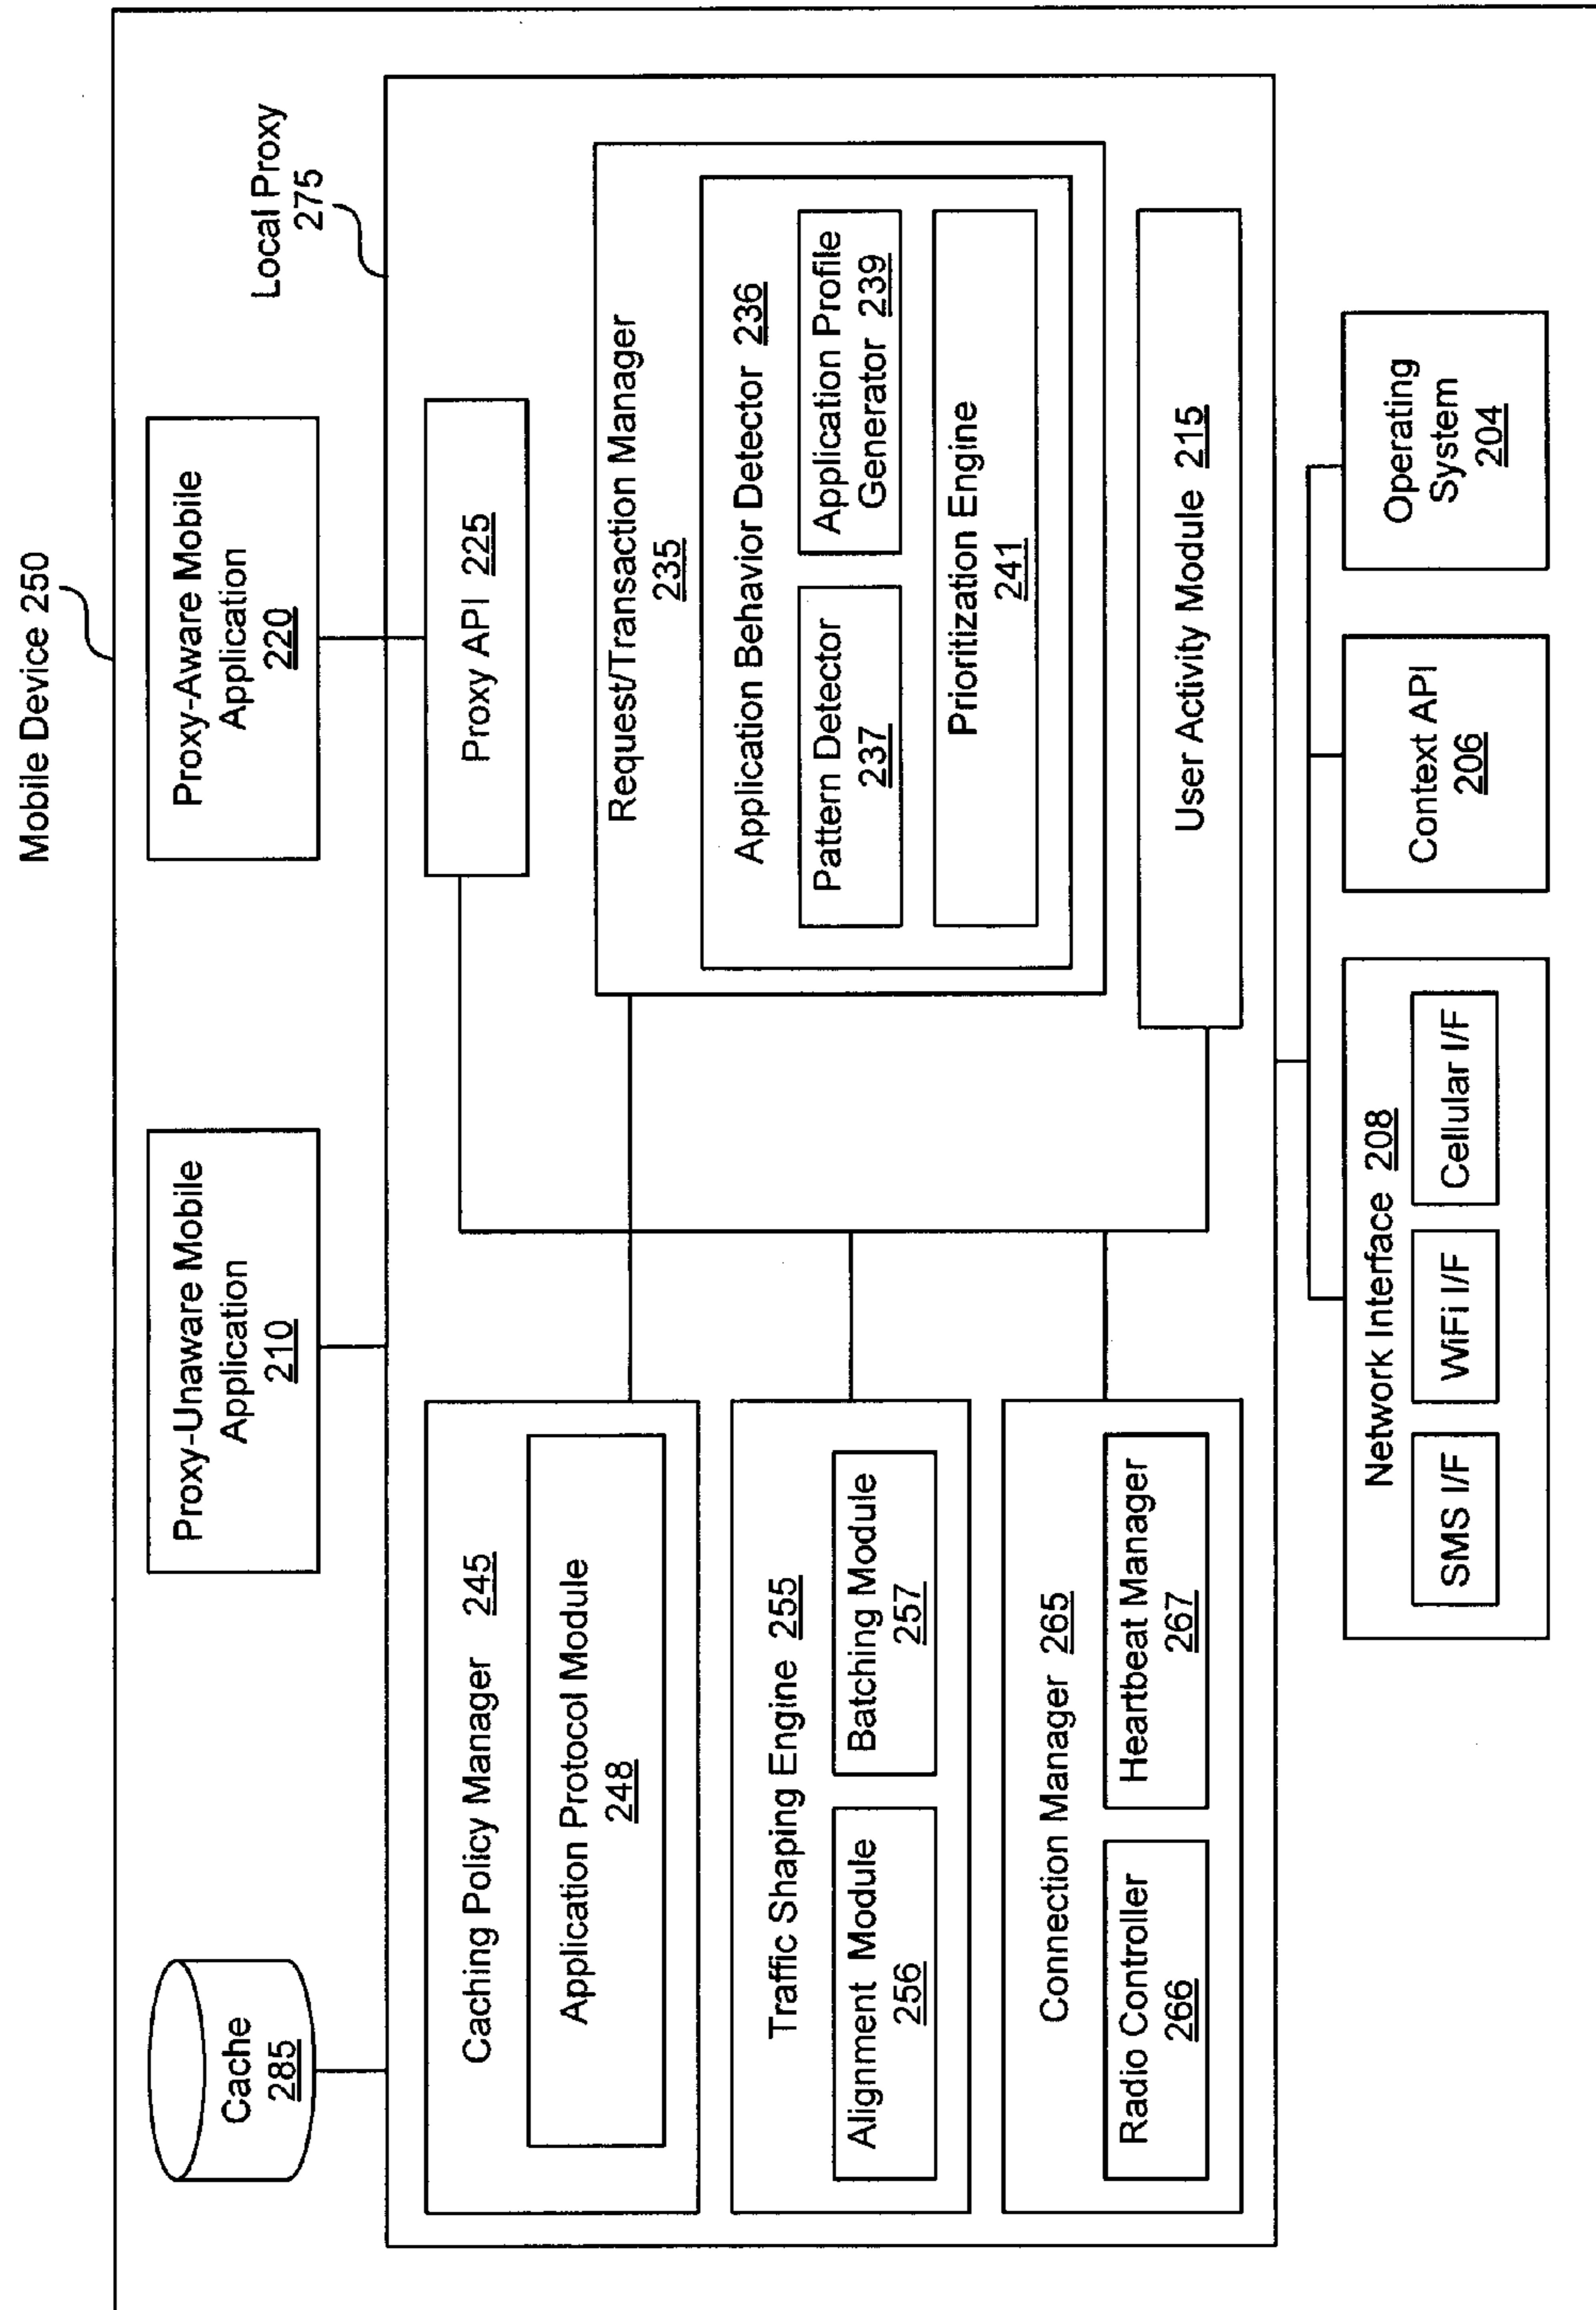 Mobile Device 250
Cache
285
Proxy-Unaware Mobile
Application
210
Proxy-Aware Mobile
Application
220
Local Proxy
275
Caching Policy Manager 245
Application Protocol Module
248
Traffic Shaping Engine 255
Alignment Module
256
Batching Module
257
Connection Manager 265
Radio Controller
266
Heartbeat Manager
267
Proxy API 225
Request/Transaction Manager
235
Application Behavior Detector 236
Pattern Detector
237
Application Profile
Generator 239
Prioritization Engine
241
User Activity Module 215
Network Interface 208
SMS I/F
WiFi I/F
Cellular I/F
Context API
206
Operating
System
204